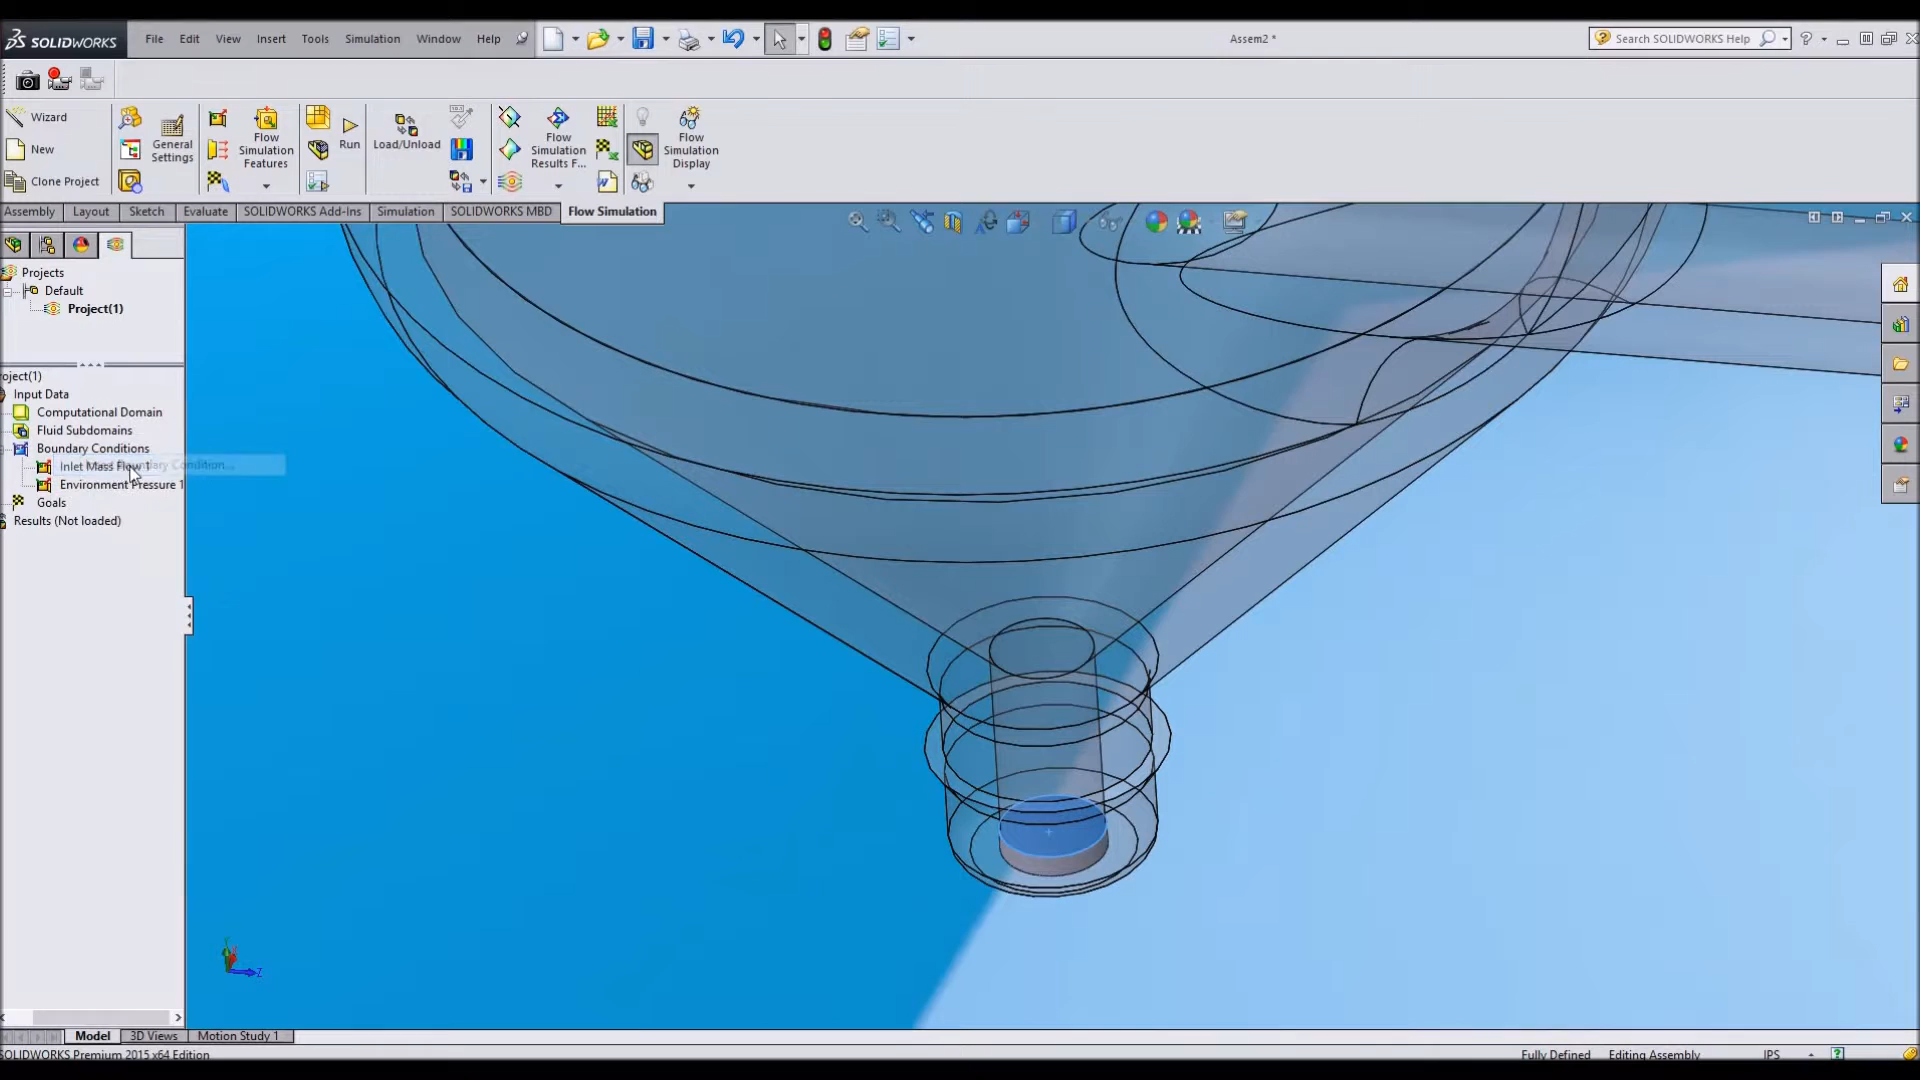 SOLIDWORKS
File Edit View Insert Tools Simulation Window Help
Assem2 *
Search SOLIDWORKS Help
Wizard
New
Clone Project
General Settings
Flow Simulation Features
Run
Load/Unload
Flow Simulation Results F...
Flow Simulation Display
Assembly Layout Sketch Evaluate SOLIDWORKS Add-Ins Simulation SOLIDWORKS MBD Flow Simulation
Projects
Default
Project(1)
oject(1)
Input Data
Computational Domain
Fluid Subdomains
Boundary Conditions
Inlet Mass Flow Boundary Condition...
Environment Pressure 1
Goals
Results (Not loaded)
Z
Model 3D Views Motion Study 1
SOLIDWORKS Premium 2015 x64 Edition
Fully Defined Editing Assembly IPS